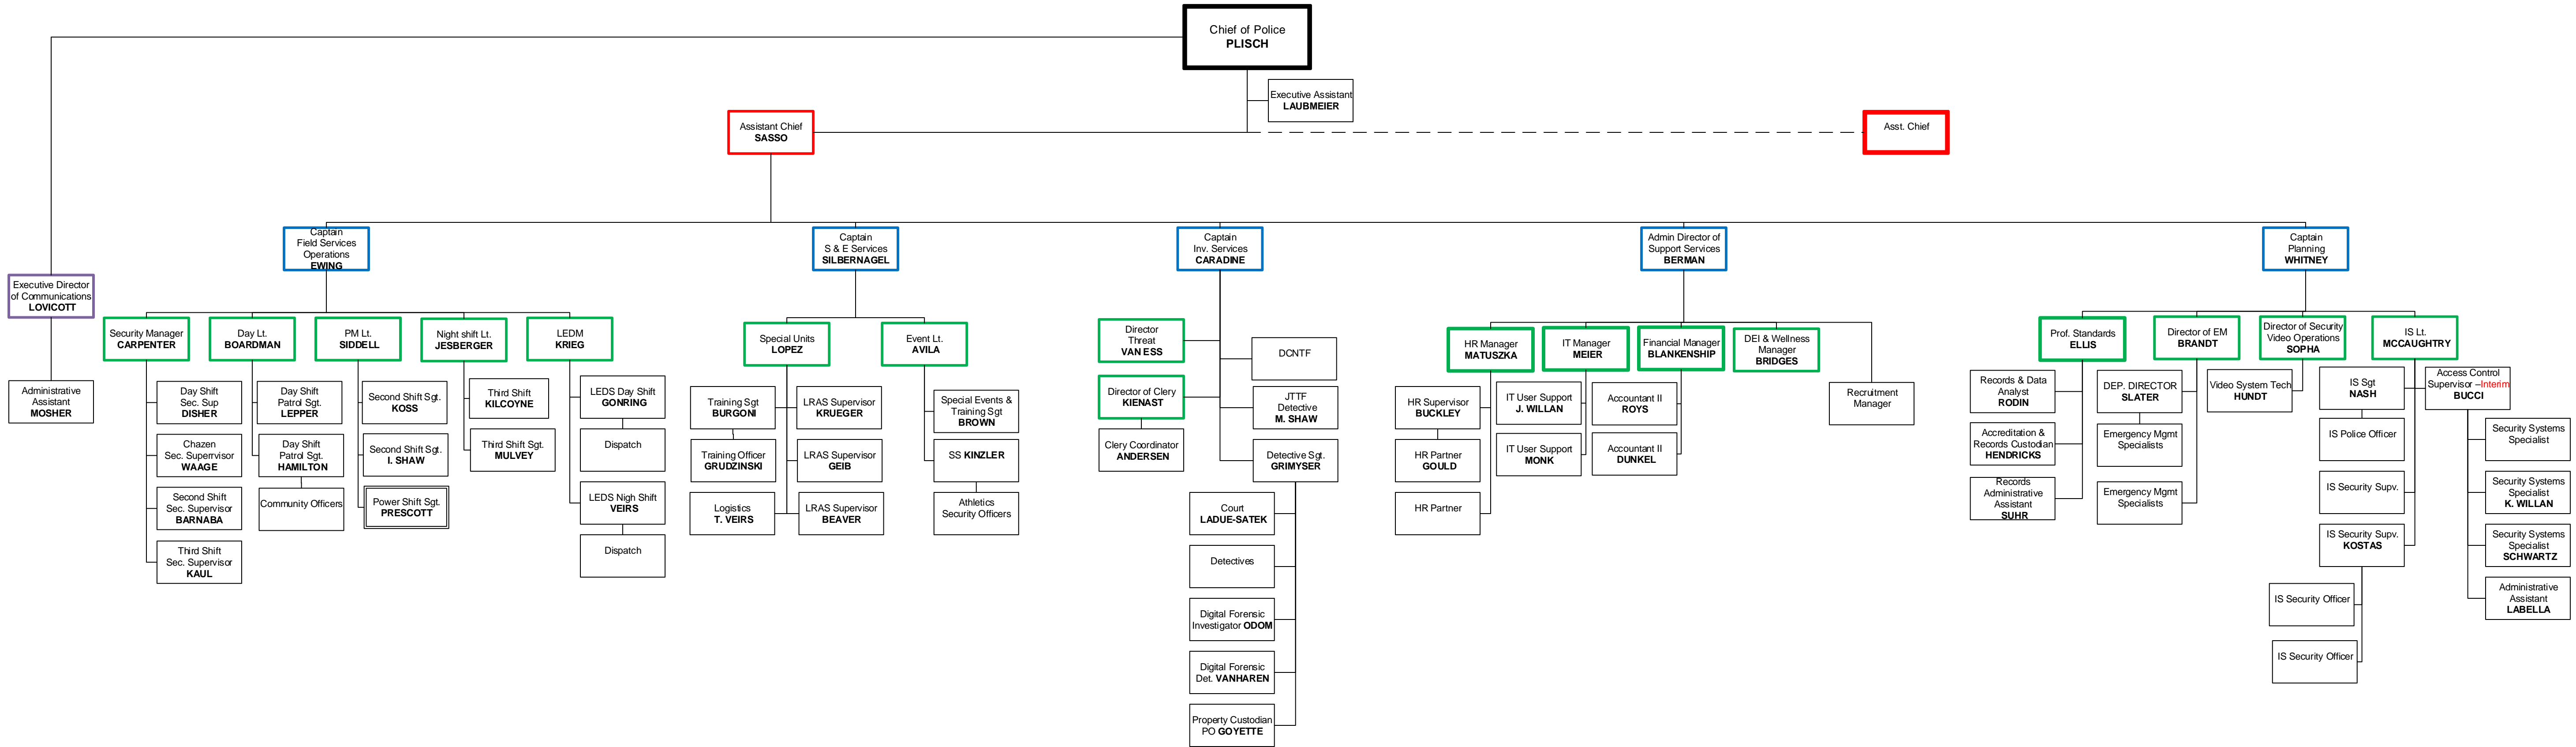 Chief of Police
PLISCH
Executive Assistant
LAUBMEIER
Assistant Chief
SASSO
Asst. Chief
Executive Director
of Communications
LOVICOTT
Administrative
Assistant
MOSHER
Captain
Field Services
Operations
EWING
Captain
S & E Services
SILBERNAGEL
Captain
Inv. Services
CARADINE
Admin Director of
Support Services
BERMAN
Captain
Planning
WHITNEY
Security Manager
CARPENTER
Day Shift
Sec. Sup
DISHER
Chazen
Sec. Supervisor
WAAGE
Second Shift
Sec. Supervisor
BARNABA
Third Shift
Sec. Supervisor
KAUL
Day Lt.
BOARDMAN
Day Shift
Patrol Sgt.
LEPPER
Day Shift
Patrol Sgt.
HAMILTON
Community Officers
PM Lt.
SIDDELL
Second Shift Sgt.
KOSS
Second Shift Sgt.
I. SHAW
Power Shift Sgt.
PRESCOTT
Night shift Lt.
JESBERGER
Third Shift
KILCOYNE
Third Shift Sgt.
MULVEY
LEDM
KRIEG
LEDS Day Shift
GONRING
Dispatch
LEDS Nigh Shift
VEIRS
Dispatch
Special Units
LOPEZ
Training Sgt
BURGONI
Training Officer
GRUDZINSKI
Logistics
T. VEIRS
LRAS Supervisor
KRUEGER
LRAS Supervisor
GEIB
LRAS Supervisor
BEAVER
Event Lt.
AVILA
Special Events &
Training Sgt
BROWN
SS KINZLER
Athletics
Security Officers
Director
Threat
VAN ESS
Director of Clery
KIENAST
Clery Coordinator
ANDERSEN
DCNTF
JTTF
Detective
M. SHAW
Detective Sgt.
GRIMYSER
Court
LADUE-SATEK
Detectives
Digital Forensic
Investigator ODOM
Digital Forensic
Det. VANHAREN
Property Custodian
PO GOYETTE
HR Manager
MATUSZKA
HR Supervisor
BUCKLEY
HR Partner
GOULD
HR Partner
IT Manager
MEIER
IT User Support
J. WILLAN
IT User Support
MONK
Financial Manager
BLANKENSHIP
Accountant II
ROYS
Accountant II
DUNKEL
DEI & Wellness
Manager
BRIDGES
Recruitment
Manager
Prof. Standards
ELLIS
Records & Data
Analyst
RODIN
Accreditation &
Records Custodian
HENDRICKS
Records
Administrative
Assistant
SUHR
Director of EM
BRANDT
DEP. DIRECTOR
SLATER
Emergency Mgmt
Specialists
Emergency Mgmt
Specialists
Director of Security
Video Operations
SOPHA
Video System Tech
HUNDT
IS Lt.
MCCAUGHTRY
IS Sgt
NASH
IS Police Officer
IS Security Supv.
IS Security Supv.
KOSTAS
IS Security Officer
IS Security Officer
Access Control
Supervisor –Interim
BUCCI
Security Systems
Specialist
Security Systems
Specialist
K. WILLAN
Security Systems
Specialist
SCHWARTZ
Administrative
Assistant
LABELLA